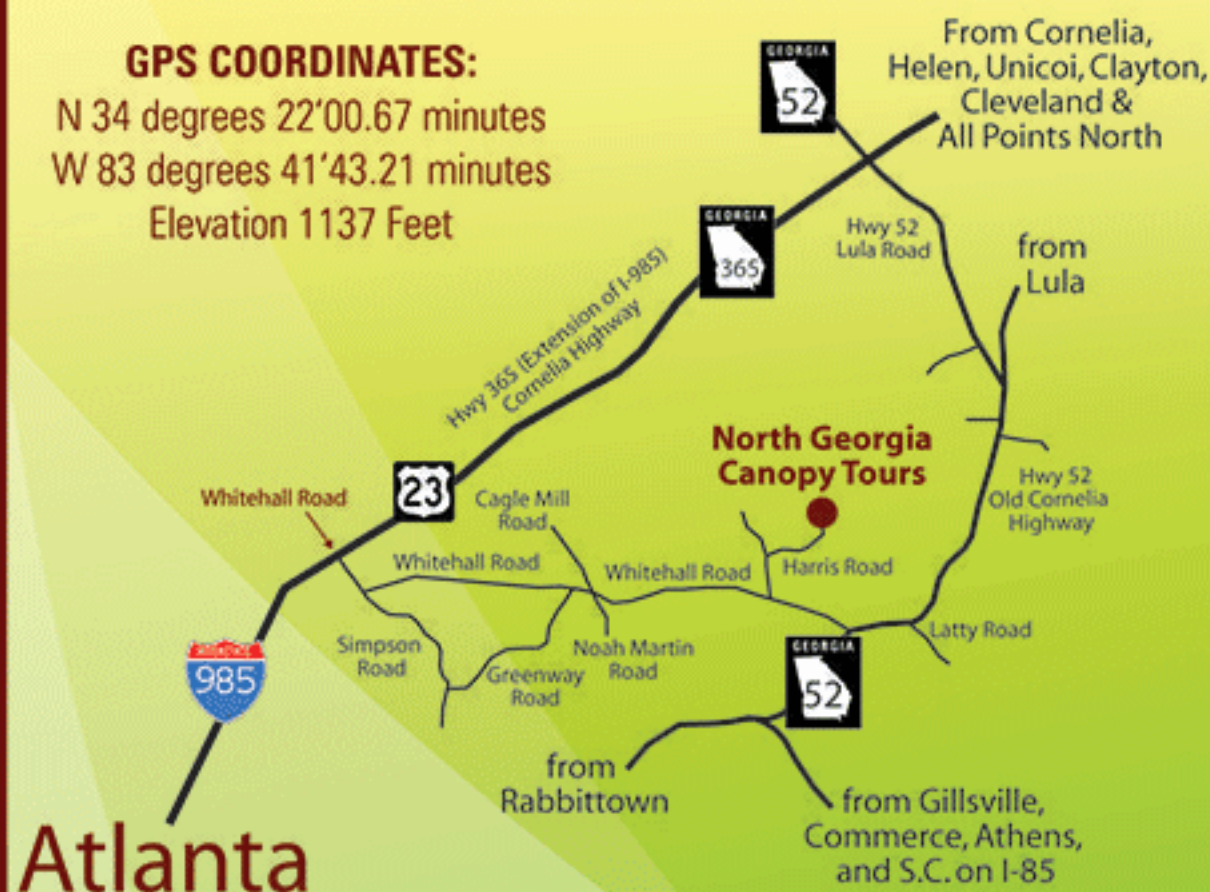 GPS COORDINATES:
N 34 degrees 22'00.67 minutes
W 83 degrees 41'43.21 minutes
Elevation 1137 Feet
GEORGIA
52
From Cornelia,
Helen, Unicoi, Clayton,
Cleveland &
All Points North
GEORGIA
365
Hwy 52
Lula Road
from
Lula
Hwy 365 (Extension of I-985)
Cornelia Highway
North Georgia
Canopy Tours
Hwy 52
Old Cornelia
Highway
Whitehall Road
23
Cagle Mill
Road
Whitehall Road
Whitehall Road
Harris Road
Simpson
Road
Greenway
Road
Noah Martin
Road
Latty Road
985
GEORGIA
52
from
Rabbittown
from Gillsville,
Commerce, Athens,
and S.C. on I-85
Atlanta